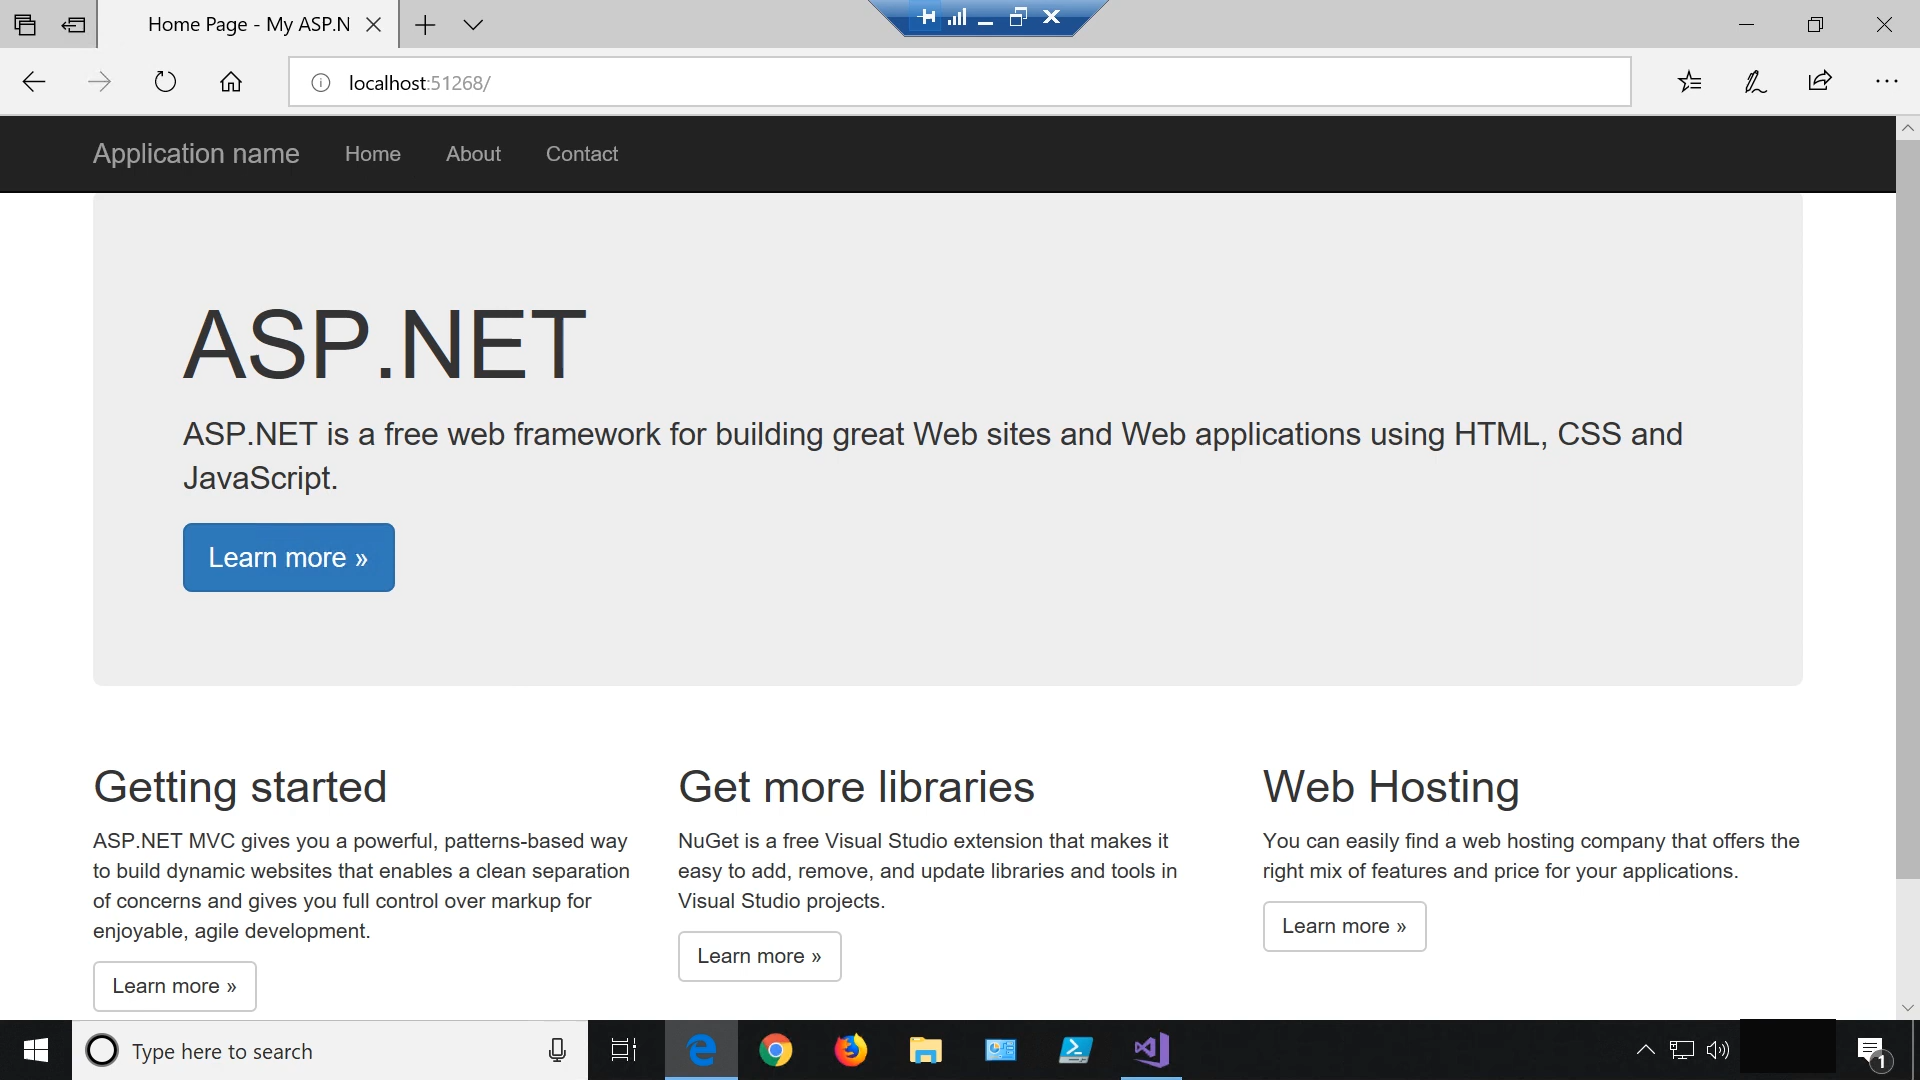 Home Page - My ASP.N
localhost:51268/
Application name
Home
About
Contact
ASP.NET
ASP.NET is a free web framework for building great Web sites and Web applications using HTML, CSS and
JavaScript.
Learn more »
Getting started
ASP.NET MVC gives you a powerful, patterns-based way
to build dynamic websites that enables a clean separation
of concerns and gives you full control over markup for
enjoyable, agile development.
Learn more »
Get more libraries
NuGet is a free Visual Studio extension that makes it
easy to add, remove, and update libraries and tools in
Visual Studio projects.
Learn more »
Web Hosting
You can easily find a web hosting company that offers the
right mix of features and price for your applications.
Learn more »
Type here to search
1